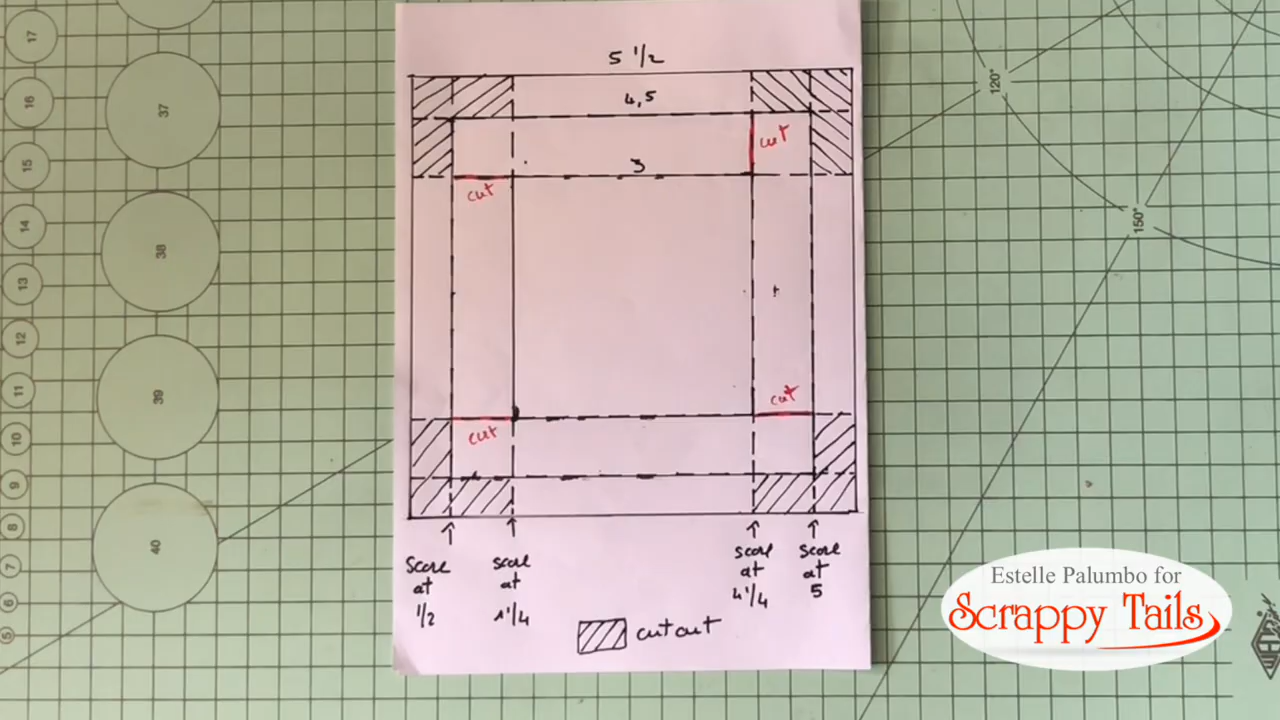 5 1/2
4,5
cut
3
cut
cut
cut
score at 1/2
score at 1 1/4
score at 4 1/4
score at 5
cut out
17
16
15
14
13
12
11
10
9
8
7
6
5
37
38
39
40
120°
150°
Estelle Palumbo for
Scrappy Tails